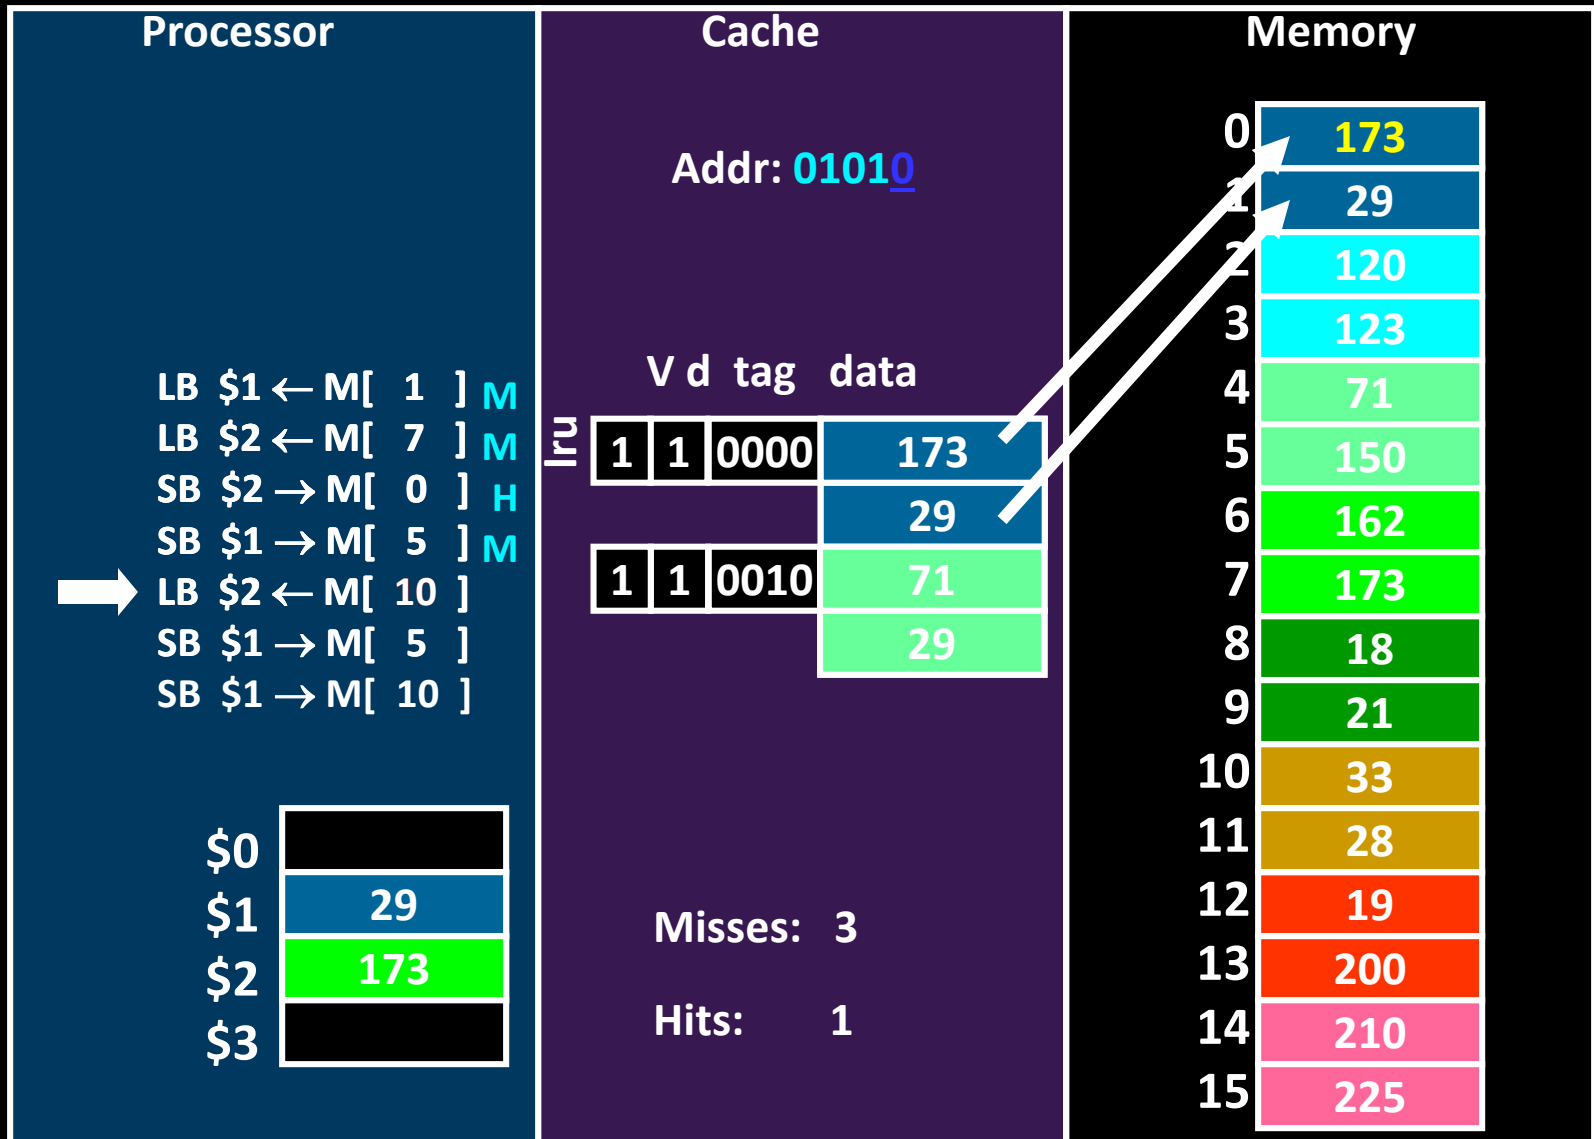 Processor
LB $1 ← M[ 1 ] M
LB $2 ← M[ 7 ] M
SB $2 → M[ 0 ] H
SB $1 → M[ 5 ] M
LB $2 ← M[ 10 ]
SB $1 → M[ 5 ]
SB $1 → M[ 10 ]
$0
$1 29
$2 173
$3
Cache
Addr: 01010
V d tag data
lru
1 1 0000 173
29
1 1 0010 71
29
Misses: 3
Hits: 1
Memory
0 173
1 29
2 120
3 123
4 71
5 150
6 162
7 173
8 18
9 21
10 33
11 28
12 19
13 200
14 210
15 225